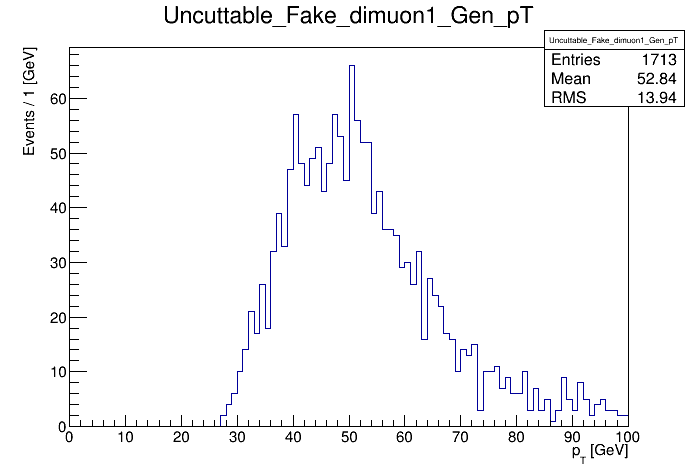 Uncuttable_Fake_dimuon1_Gen_pT
Uncuttable_Fake_dimuon1_Gen_pT
Entries 1713
Mean 52.84
RMS 13.94
Events / 1 [GeV]
60
50
40
30
20
10
0
0 10 20 30 40 50 60 70 80 90 100
p_T [GeV]